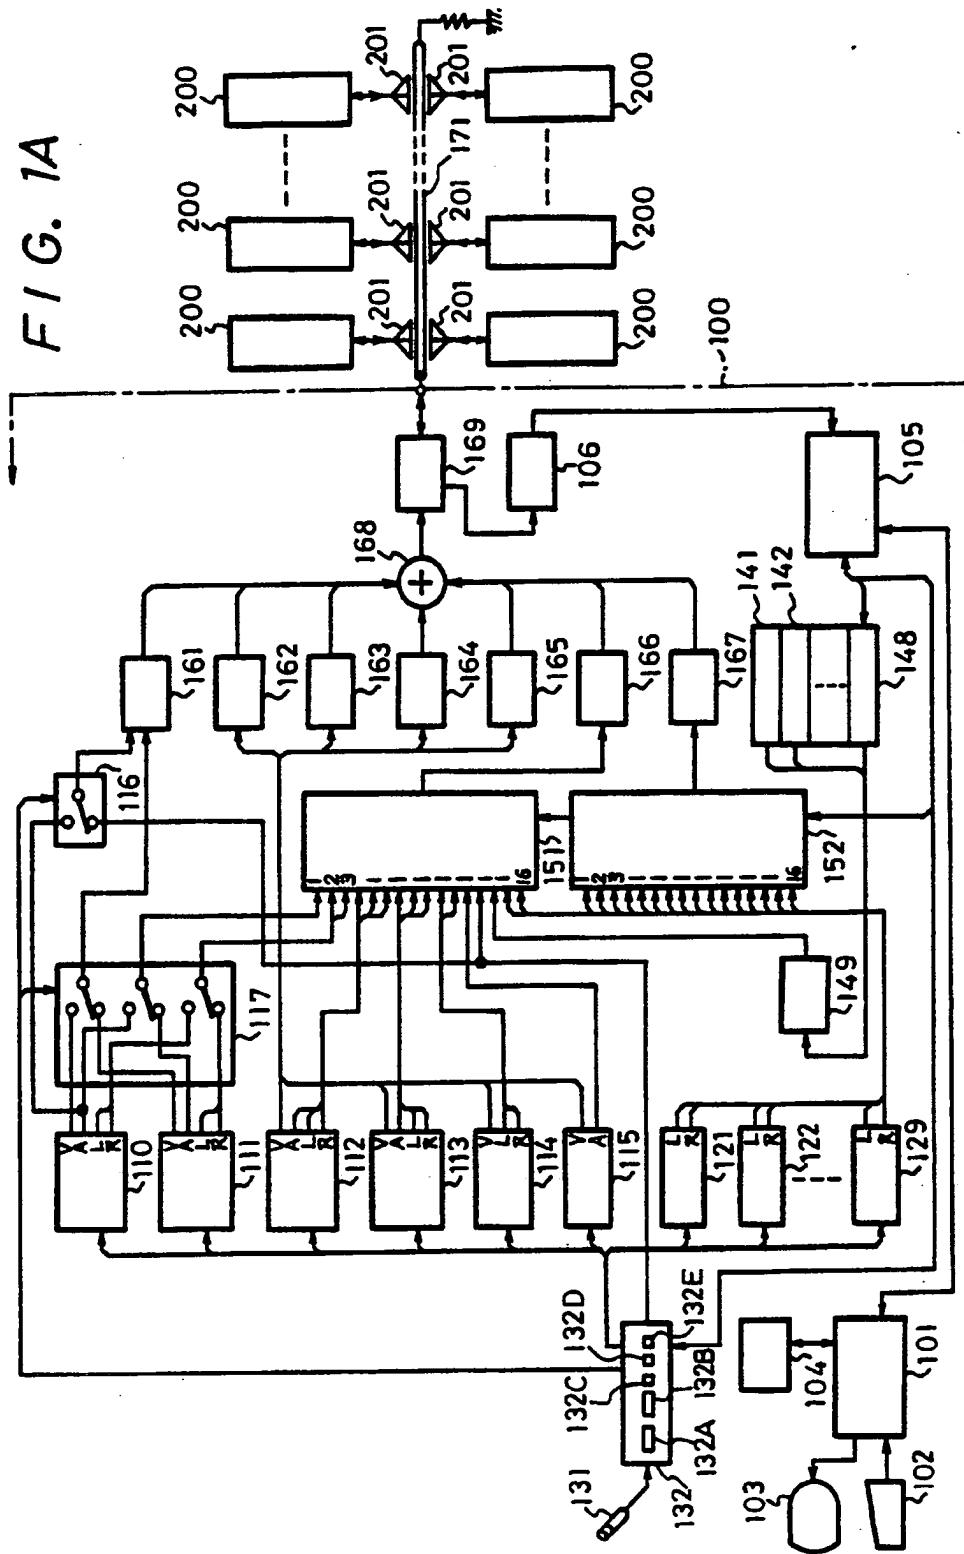 FIG. 1A
200
200
200
201
201
201
201
201
201
171
200
200
200
100
169
106
105
168
161
162
163
164
165
166
167
141
142
148
116
117
1
2
3
16
151
1
2
3
16
152
149
V
A
L
R
110
V
A
L
R
111
V
A
L
R
112
V
A
L
R
113
V
L
R
114
V
A
115
L
R
121
L
R
122
L
R
129
131
132
132A
132B
132C
132D
132E
101
102
103
104